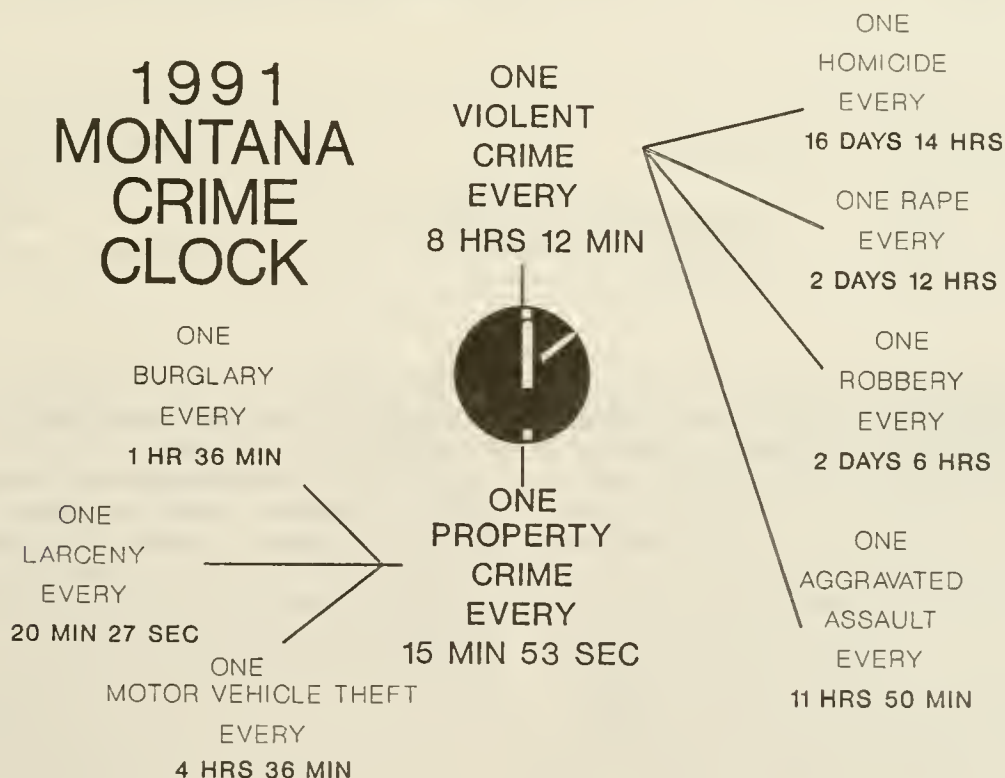 1991
MONTANA
CRIME
CLOCK
ONE
VIOLENT
CRIME
EVERY
8 HRS 12 MIN
ONE
HOMICIDE
EVERY
16 DAYS 14 HRS
ONE RAPE
EVERY
2 DAYS 12 HRS
ONE
ROBBERY
EVERY
2 DAYS 6 HRS
ONE
AGGRAVATED
ASSAULT
EVERY
11 HRS 50 MIN
ONE
PROPERTY
CRIME
EVERY
15 MIN 53 SEC
ONE
BURGLARY
EVERY
1 HR 36 MIN
ONE
LARCENY
EVERY
20 MIN 27 SEC
ONE
MOTOR VEHICLE THEFT
EVERY
4 HRS 36 MIN